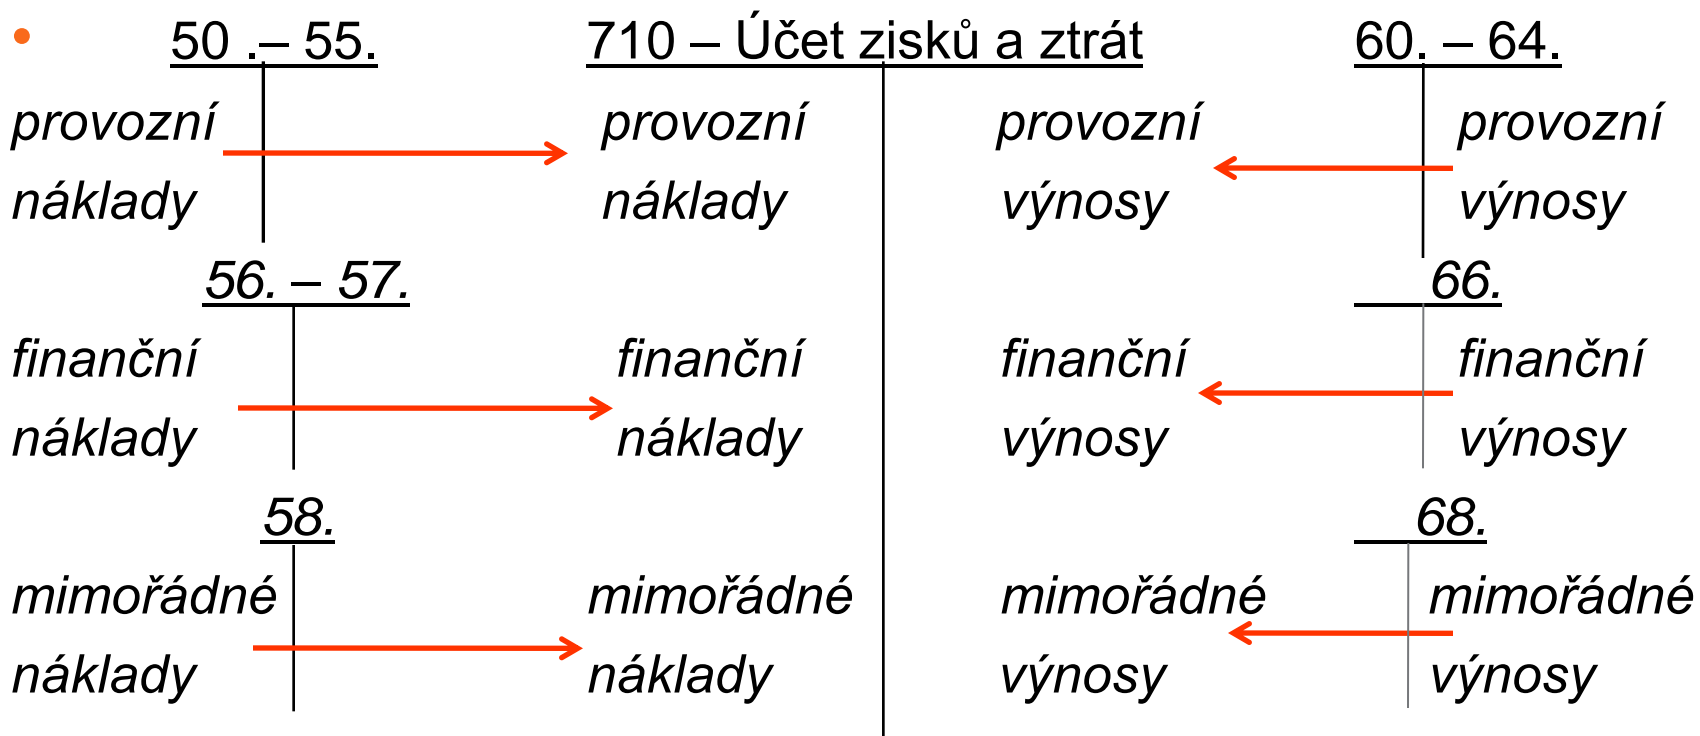 50 .– 55. 710 – Účet zisků a ztrát 60. – 64.
provozní provozní provozní provozní
náklady náklady výnosy výnosy
56. – 57. 66.
finanční finanční finanční finanční
náklady náklady výnosy výnosy
58. 68.
mimořádné mimořádné mimořádné mimořádné
náklady náklady výnosy výnosy